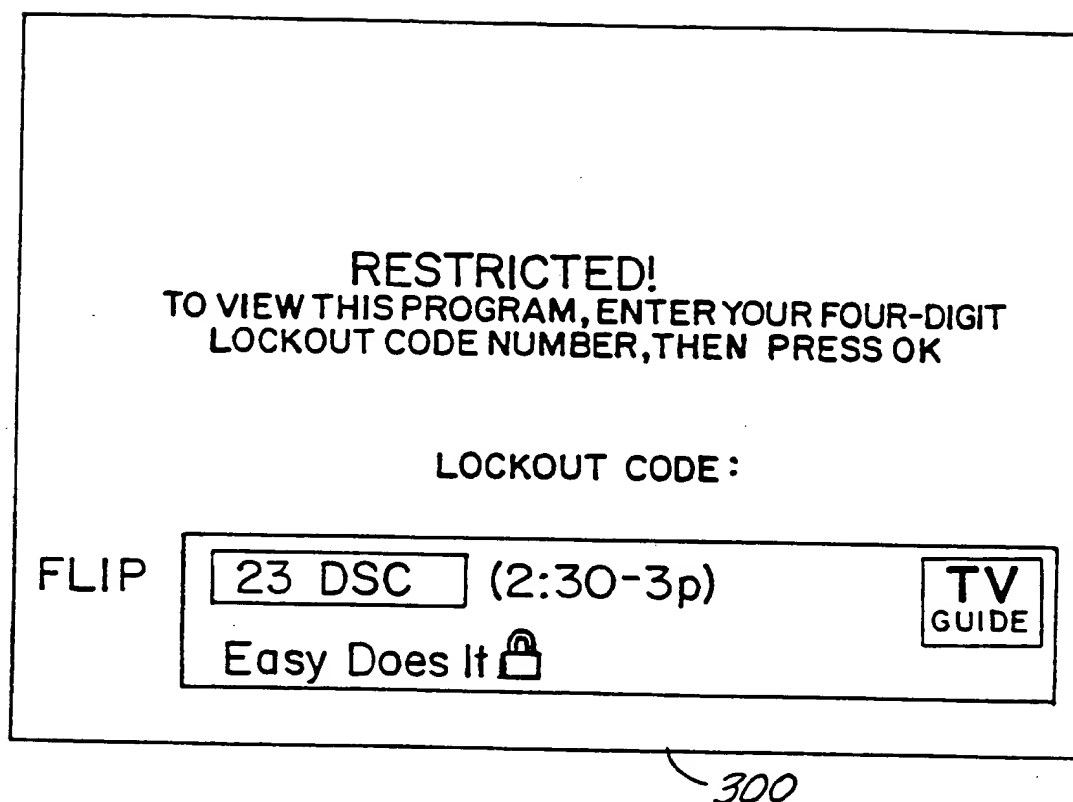 RESTRICTED!
TO VIEW THIS PROGRAM, ENTER YOUR FOUR-DIGIT
LOCKOUT CODE NUMBER, THEN PRESS OK
LOCKOUT CODE:
FLIP
23 DSC (2:30-3p)
TV
GUIDE
Easy Does It
300